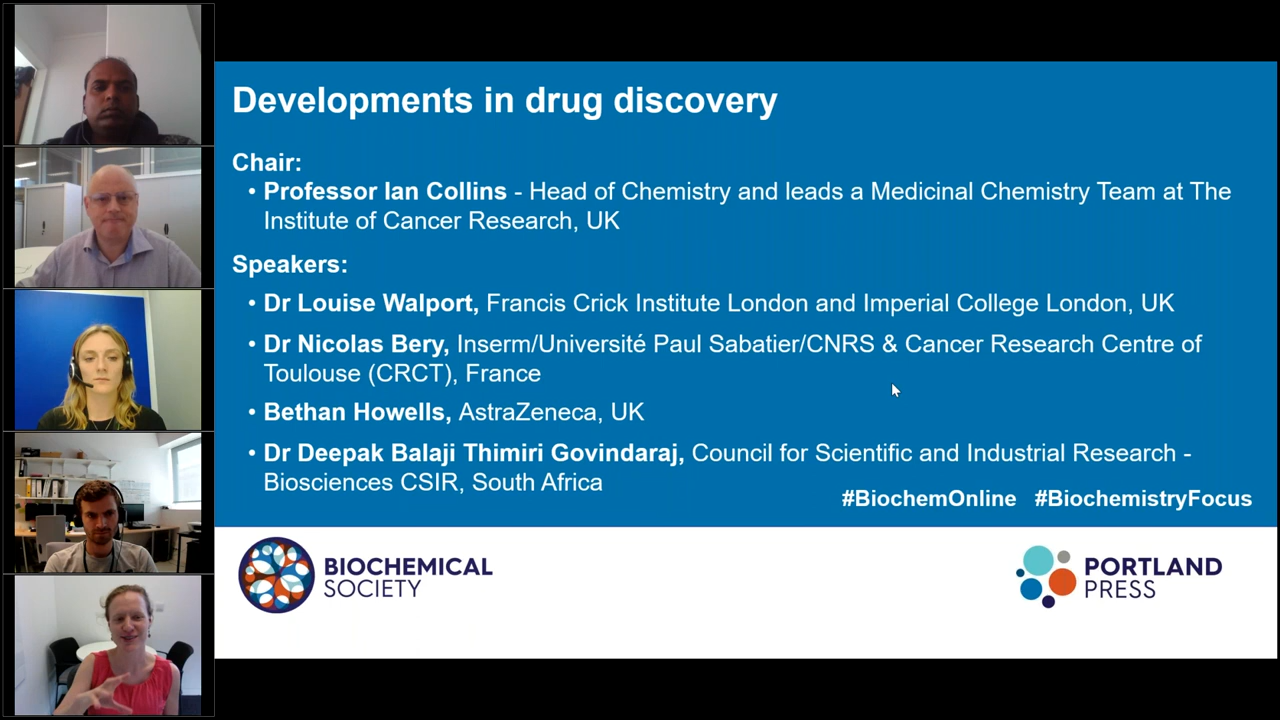 Developments in drug discovery
Chair:
• Professor Ian Collins - Head of Chemistry and leads a Medicinal Chemistry Team at The
Institute of Cancer Research, UK
Speakers:
• Dr Louise Walport, Francis Crick Institute London and Imperial College London, UK
• Dr Nicolas Bery, Inserm/Université Paul Sabatier/CNRS & Cancer Research Centre of
Toulouse (CRCT), France
• Bethan Howells, AstraZeneca, UK
• Dr Deepak Balaji Thimiri Govindaraj, Council for Scientific and Industrial Research -
Biosciences CSIR, South Africa
#BiochemOnline #BiochemistryFocus
BIOCHEMICAL
SOCIETY
PORTLAND
PRESS